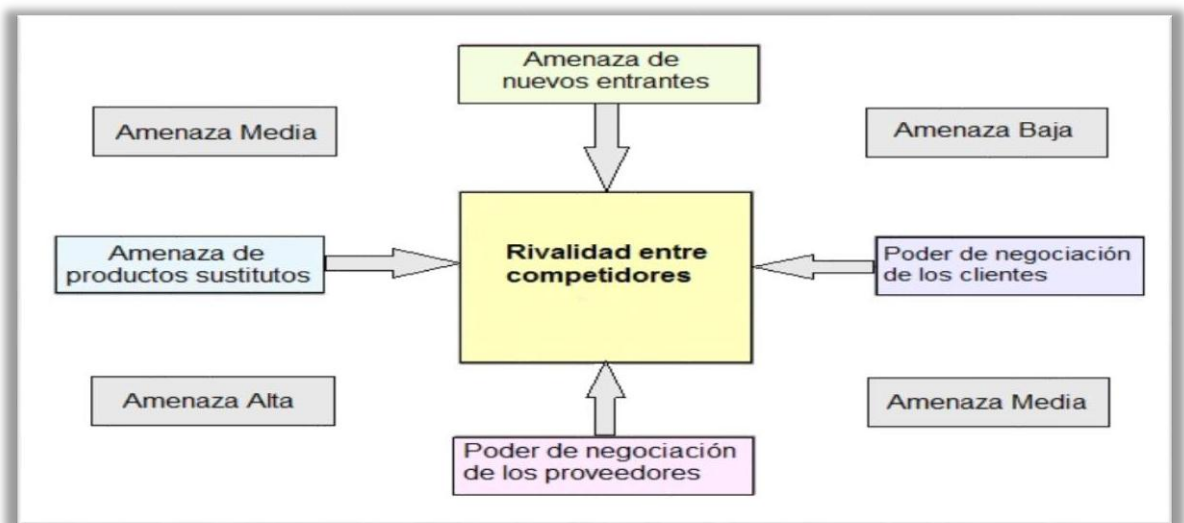 Amenaza de
nuevos entrantes
Amenaza Media
Amenaza Baja
Rivalidad entre
competidores
Amenaza de
productos sustitutos
Poder de negociación
de los clientes
Amenaza Alta
Amenaza Media
Poder de negociación
de los proveedores